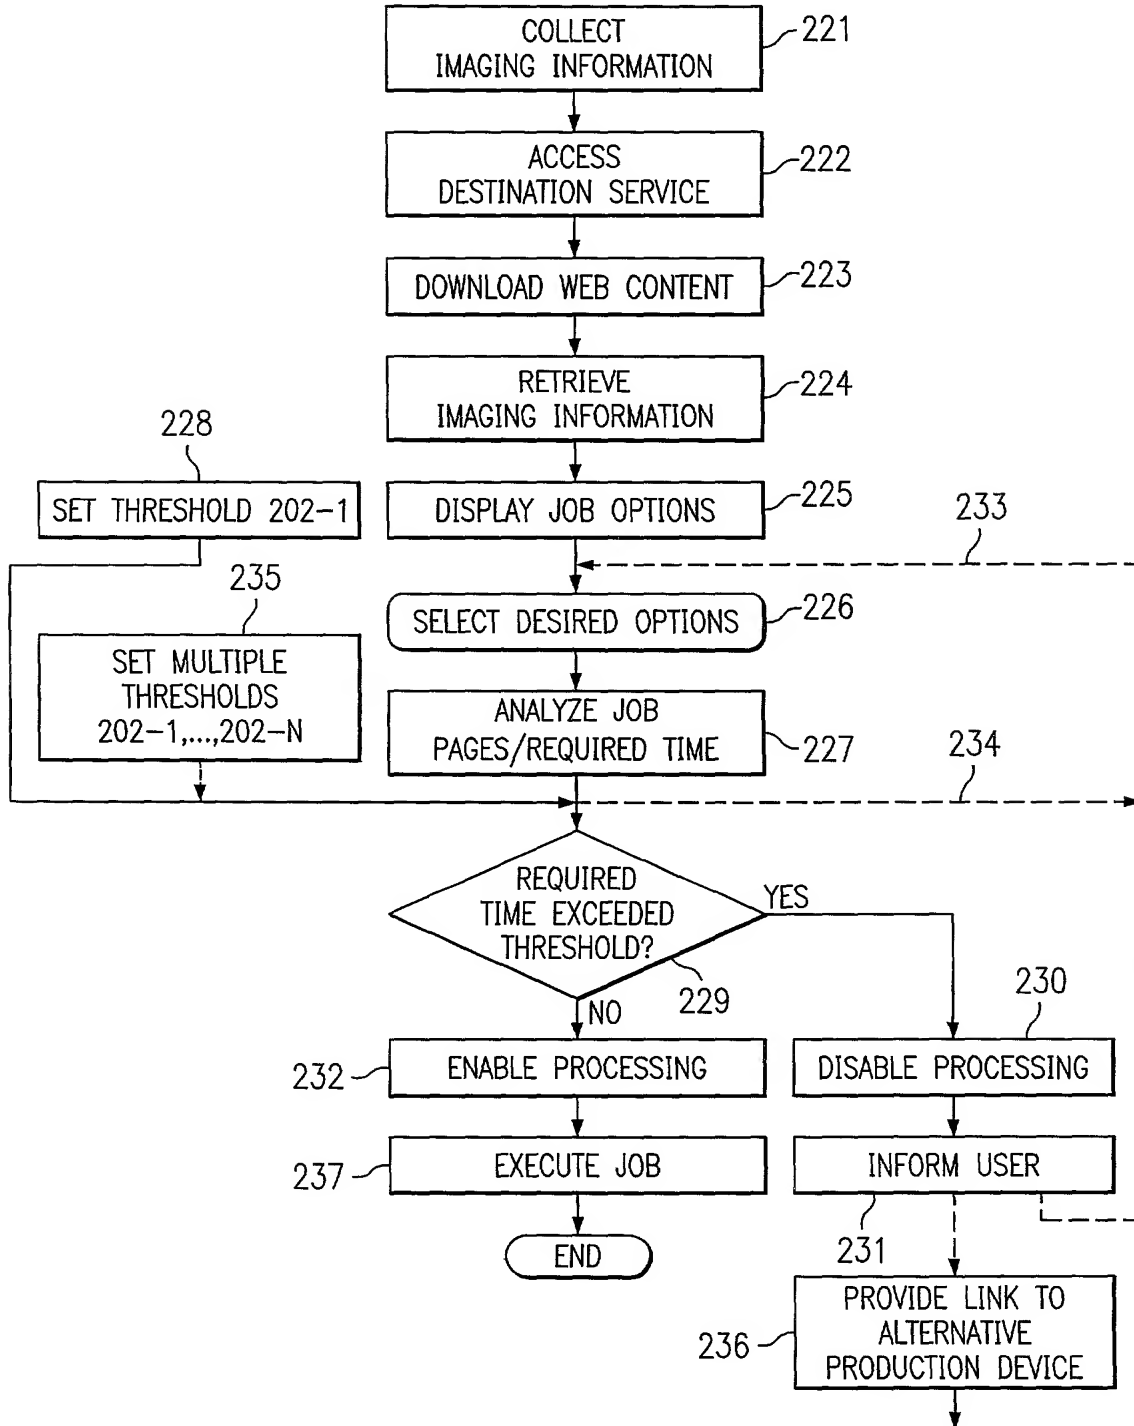 COLLECT
IMAGING INFORMATION
221
ACCESS
DESTINATION SERVICE
222
DOWNLOAD WEB CONTENT
223
RETRIEVE
IMAGING INFORMATION
224
228
SET THRESHOLD 202-1
DISPLAY JOB OPTIONS
225
233
235
SELECT DESIRED OPTIONS
226
SET MULTIPLE
THRESHOLDS
202-1,...,202-N
ANALYZE JOB
PAGES/REQUIRED TIME
227
234
REQUIRED
TIME EXCEEDED
THRESHOLD?
YES
229
NO
230
232
ENABLE PROCESSING
DISABLE PROCESSING
237
EXECUTE JOB
INFORM USER
231
END
236
PROVIDE LINK TO
ALTERNATIVE
PRODUCTION DEVICE